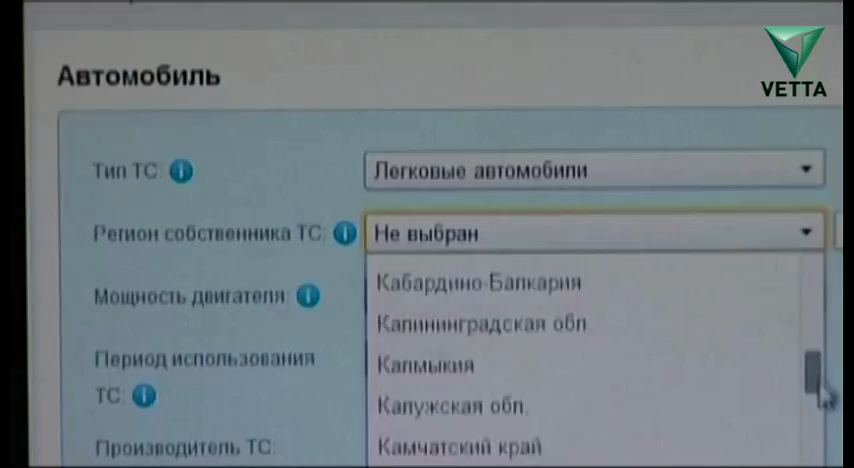 VETTA
Автомобиль
Тип ТС: Легковые автомобили
Регион собственника ТС: Не выбран
Кабардино-Балкария
Мощность двигателя:
Калининградская обл.
Период использования ТС:
Калмыкия
Калужская обл.
Производитель ТС:
Камчатский край